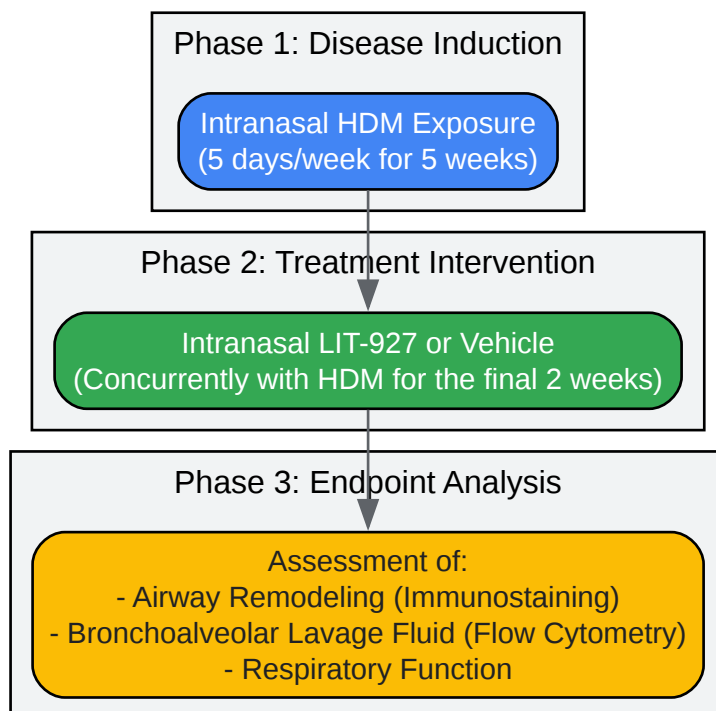 Phase 1: Disease Induction
Intranasal HDM Exposure
(5 days/week for 5 weeks)
Phase 2: Treatment Intervention
Intranasal LIT-927 or Vehicle
(Concurrently with HDM for the final 2 weeks)
Phase 3: Endpoint Analysis
Assessment of:
- Airway Remodeling (Immunostaining)
- Bronchoalveolar Lavage Fluid (Flow Cytometry)
- Respiratory Function